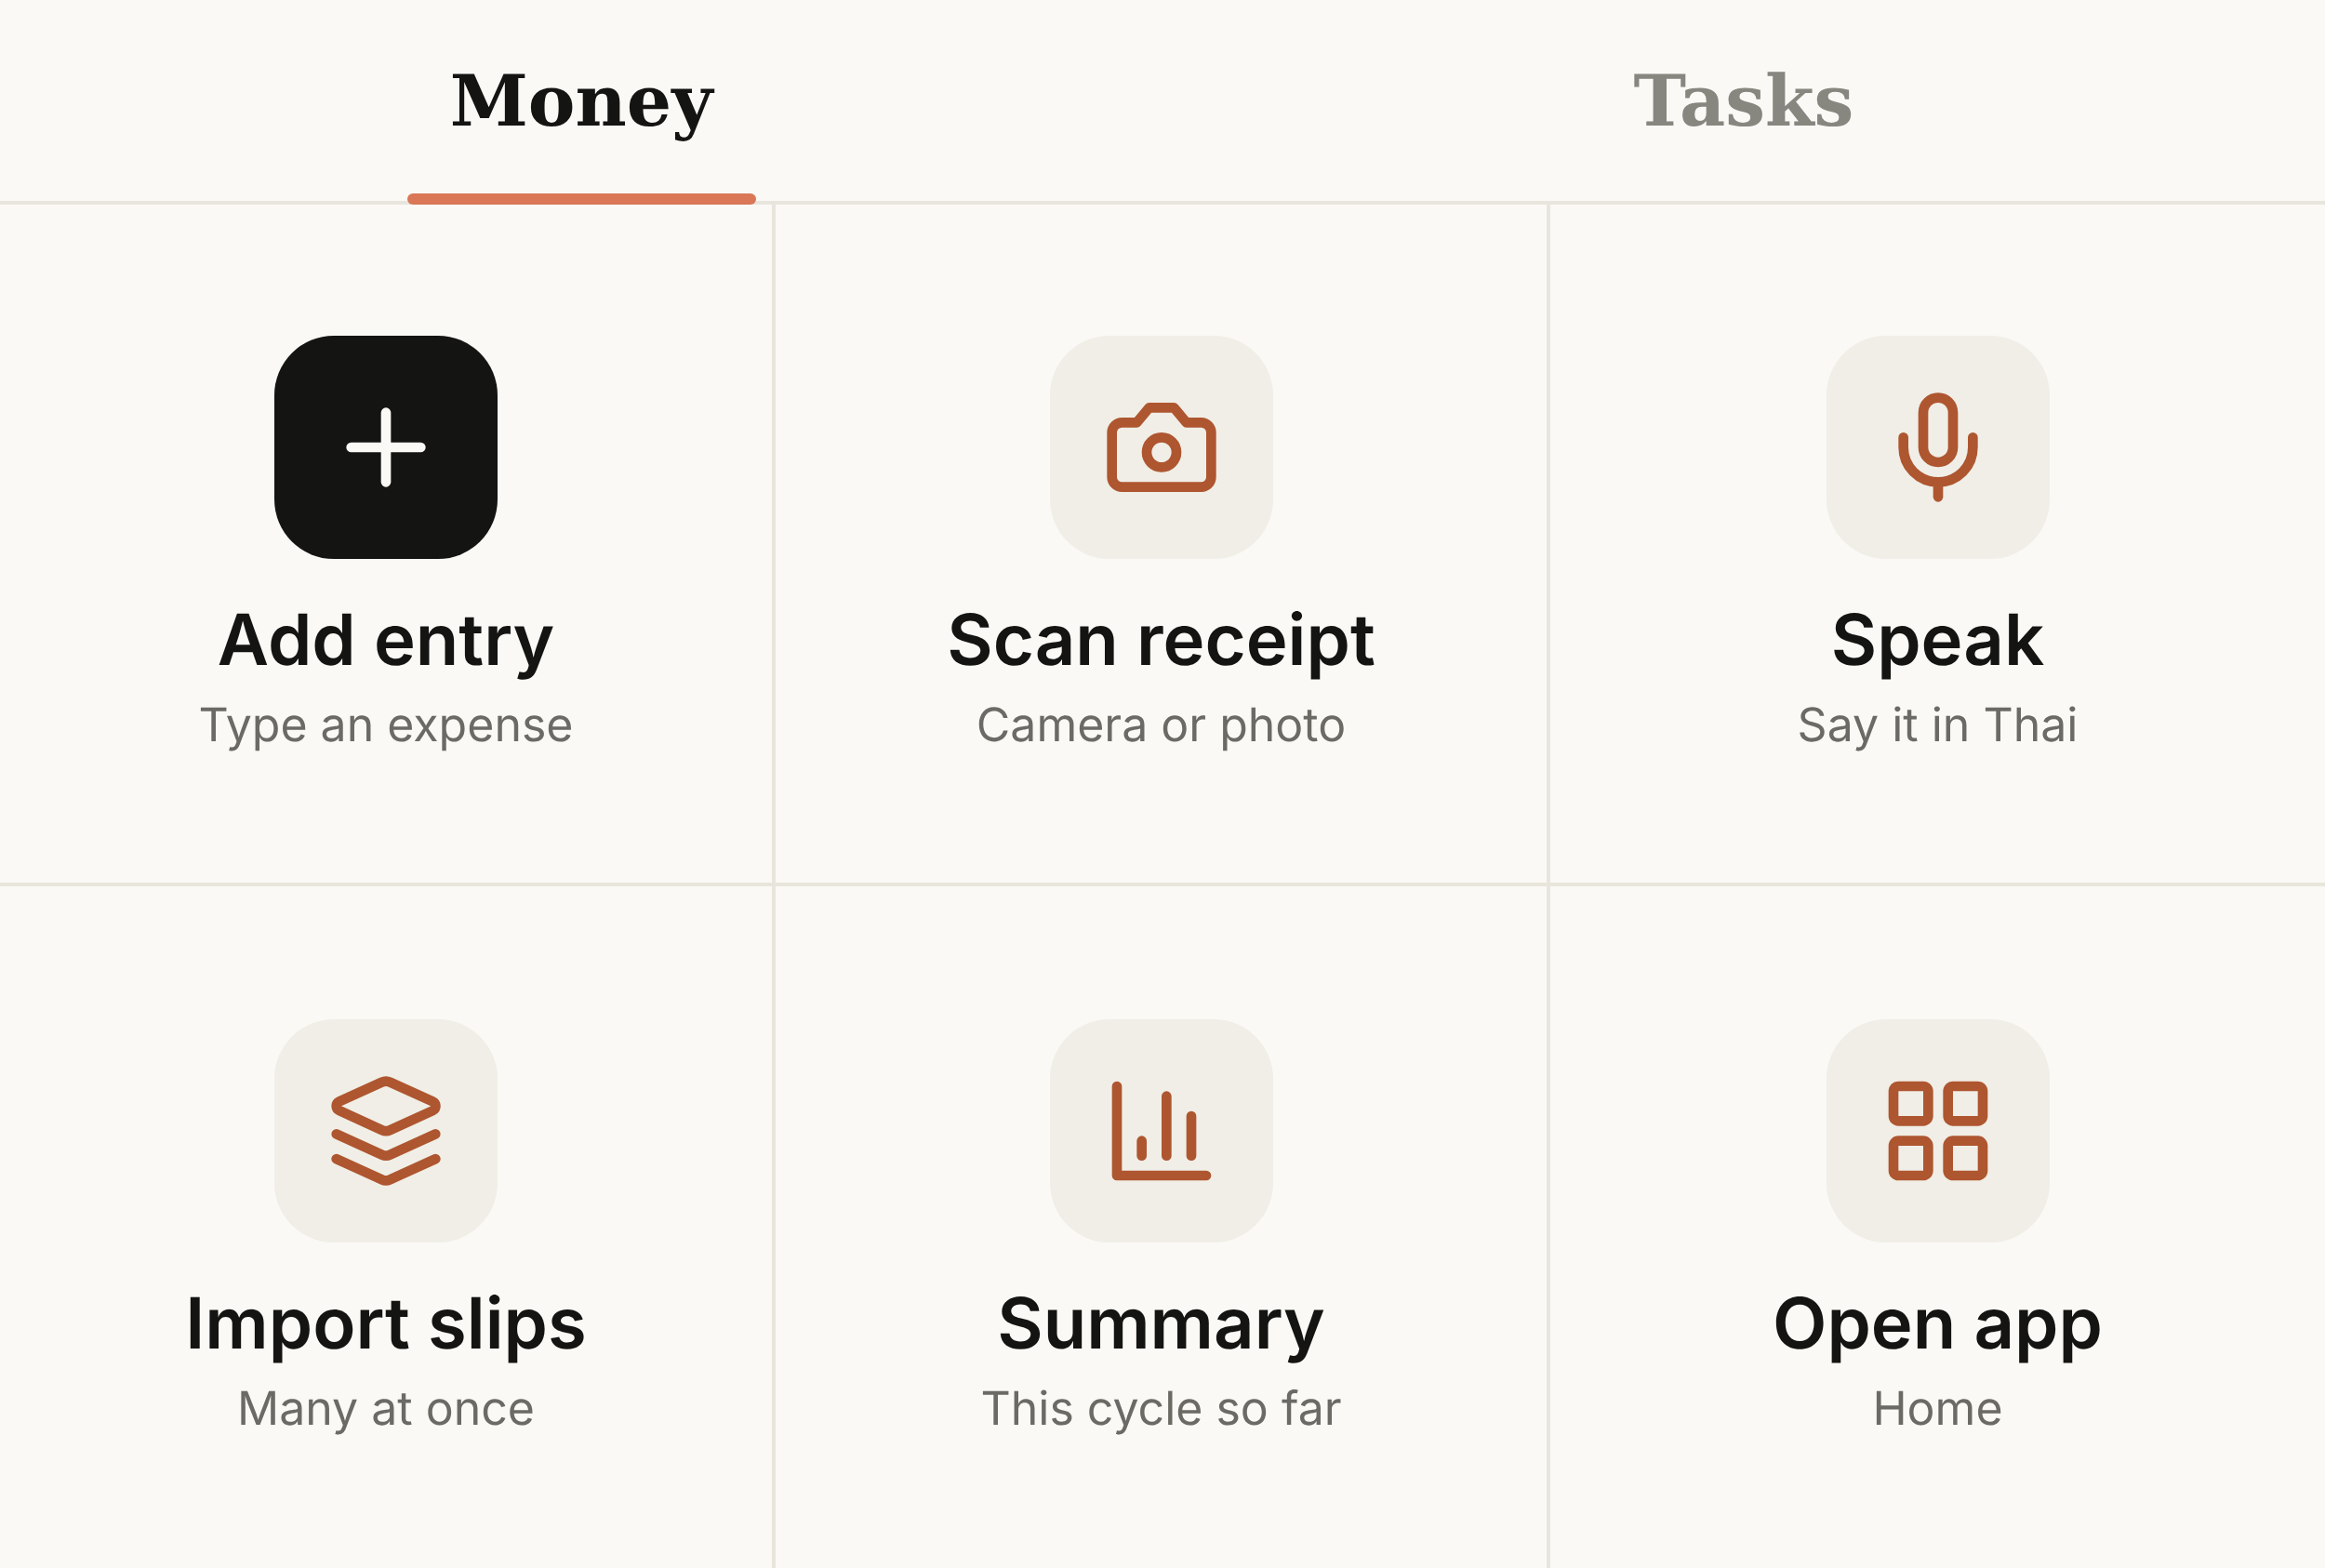 Money
Tasks
Add entry
Type an expense
Scan receipt
Camera or photo
Speak
Say it in Thai
Import slips
Many at once
Summary
This cycle so far
Open app
Home